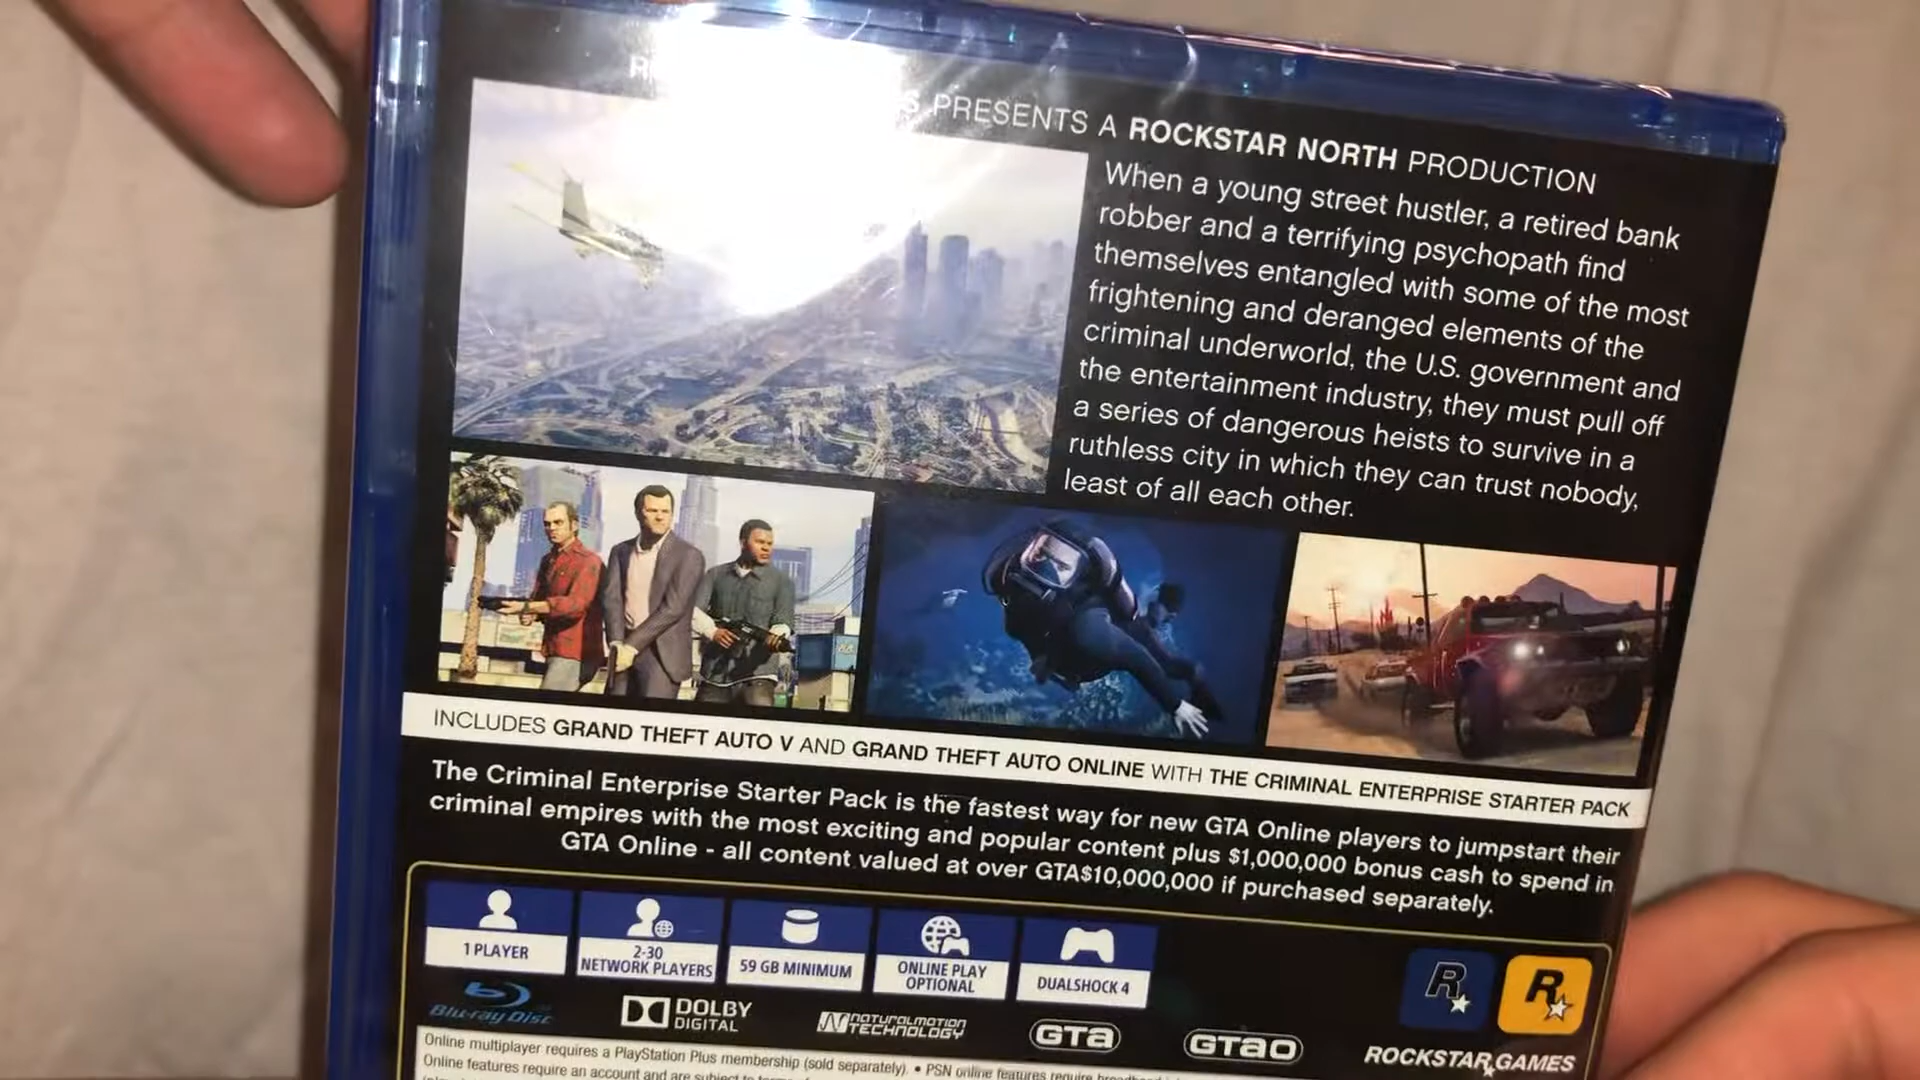 PRESENTS A ROCKSTAR NORTH PRODUCTION
When a young street hustler, a retired bank
robber and a terrifying psychopath find
themselves entangled with some of the most
frightening and deranged elements of the
criminal underworld, the U.S. government and
the entertainment industry, they must pull off
a series of dangerous heists to survive in a
ruthless city in which they can trust nobody,
least of all each other.
INCLUDES GRAND THEFT AUTO V AND GRAND THEFT AUTO ONLINE WITH THE CRIMINAL ENTERPRISE STARTER PACK
The Criminal Enterprise Starter Pack is the fastest way for new GTA Online players to jumpstart their
criminal empires with the most exciting and popular content plus $1,000,000 bonus cash to spend in
GTA Online - all content valued at over GTA$10,000,000 if purchased separately.
1 PLAYER
2-30
NETWORK PLAYERS
59 GB MINIMUM
ONLINE PLAY
OPTIONAL
DUALSHOCK 4
R
R
Blu-ray Disc
DOLBY
DIGITAL
NATURALMOTION
TECHNOLOGY
GTA
GTAO
ROCKSTAR GAMES
Online multiplayer requires a PlayStation Plus membership (sold separately). • PSN online features require
Online features require an account and are subject to